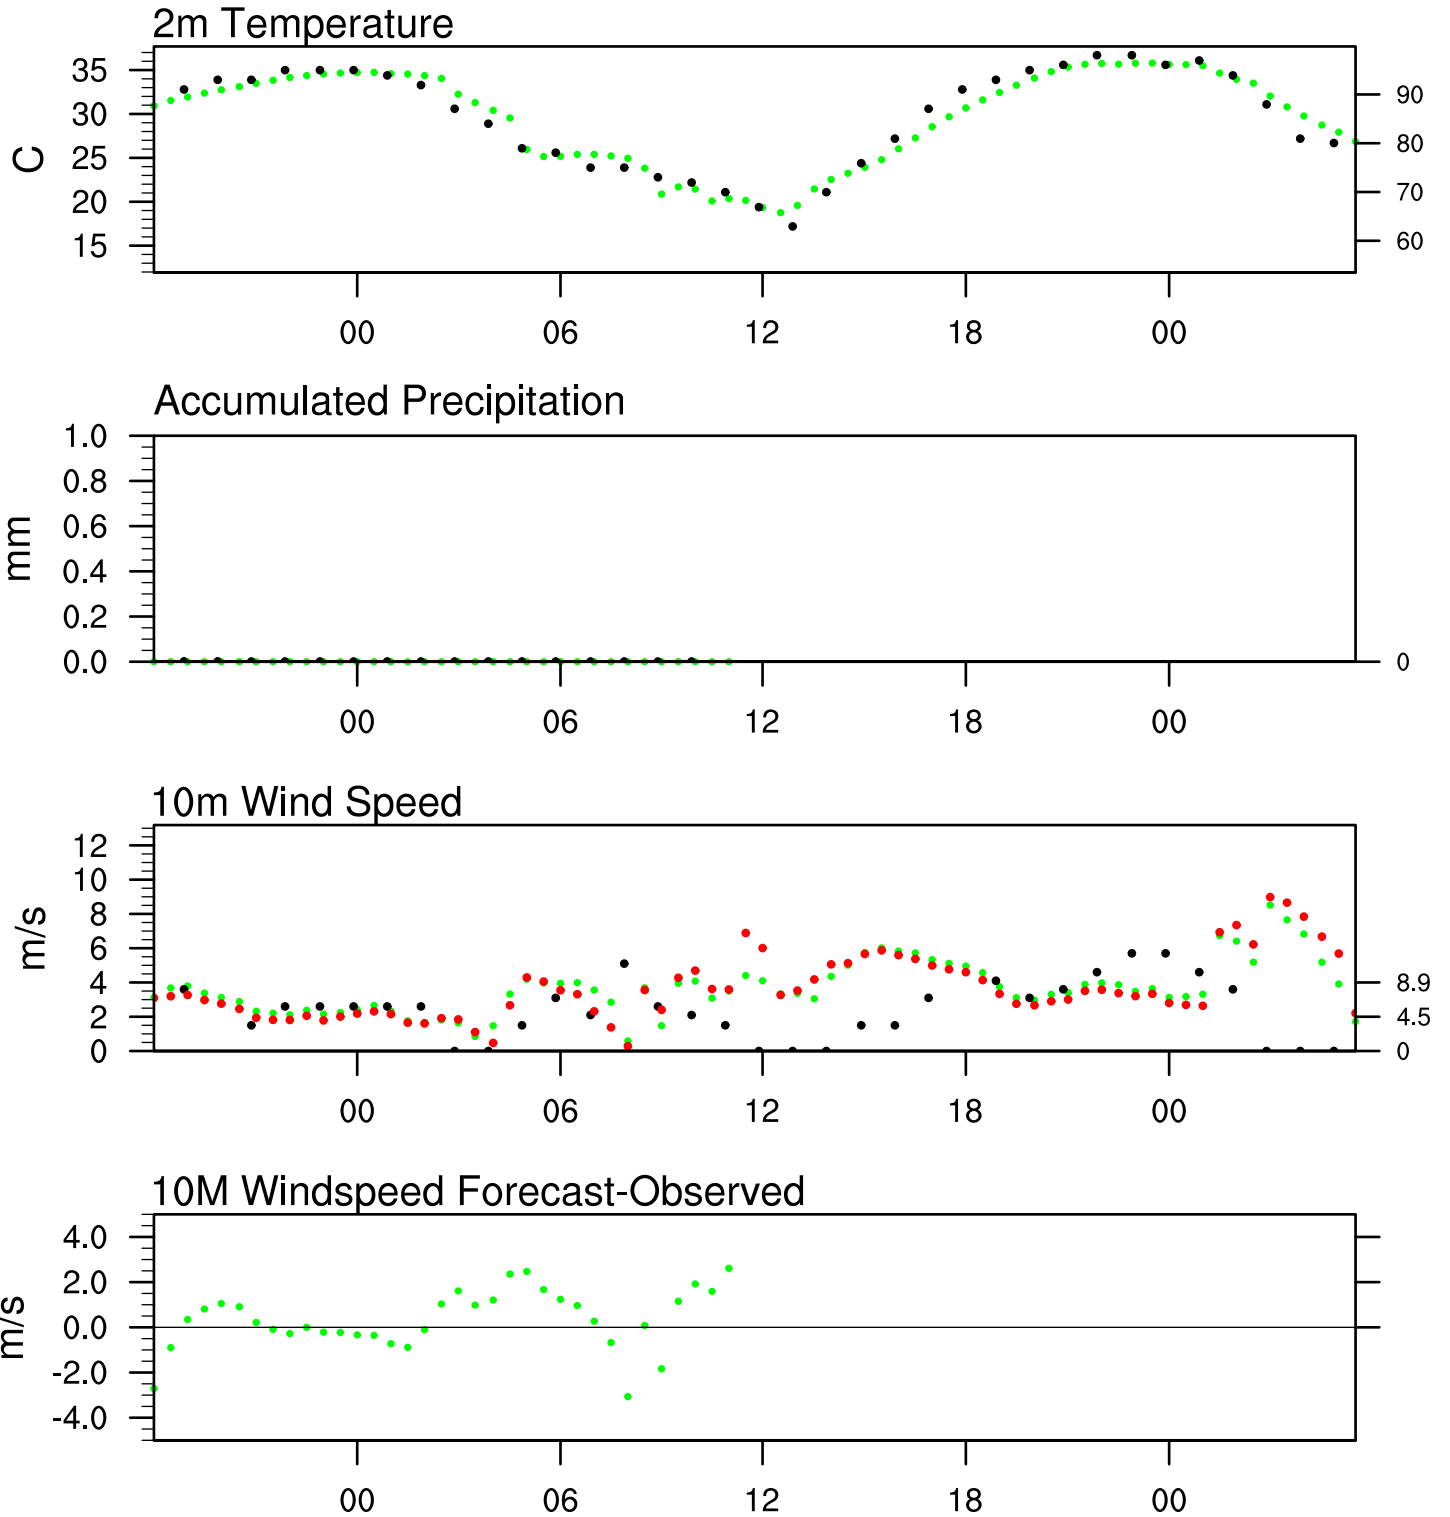 2m Temperature
35
30
25
20
15
C
90
80
70
60
00 06 12 18 00
Accumulated Precipitation
1.0
0.8
0.6
0.4
0.2
0.0
mm
0
00 06 12 18 00
10m Wind Speed
12
10
8
6
4
2
0
m/s
8.9
4.5
0
00 06 12 18 00
10M Windspeed Forecast-Observed
4.0
2.0
0.0
-2.0
-4.0
m/s
00 06 12 18 00